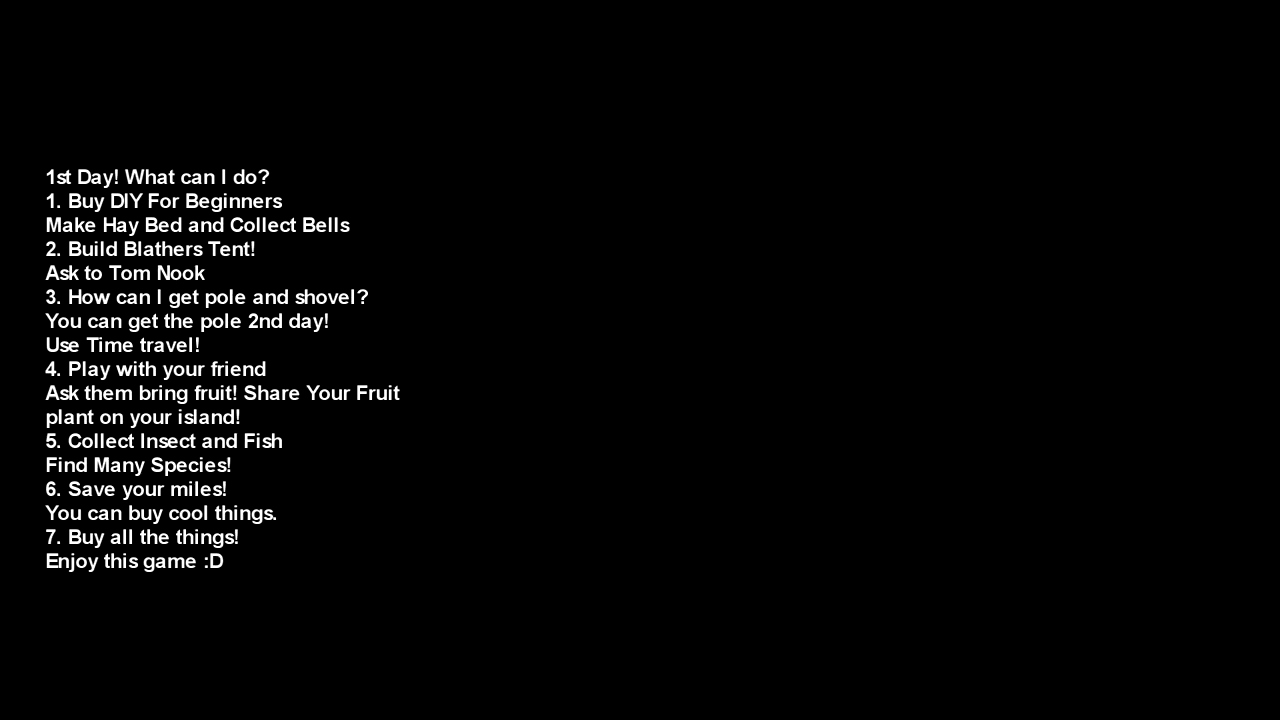 1st Day! What can I do?
1. Buy DIY For Beginners
Make Hay Bed and Collect Bells
2. Build Blathers Tent!
Ask to Tom Nook
3. How can I get pole and shovel?
You can get the pole 2nd day!
Use Time travel!
4. Play with your friend
Ask them bring fruit! Share Your Fruit
plant on your island!
5. Collect Insect and Fish
Find Many Species!
6. Save your miles!
You can buy cool things.
7. Buy all the things!
Enjoy this game :D